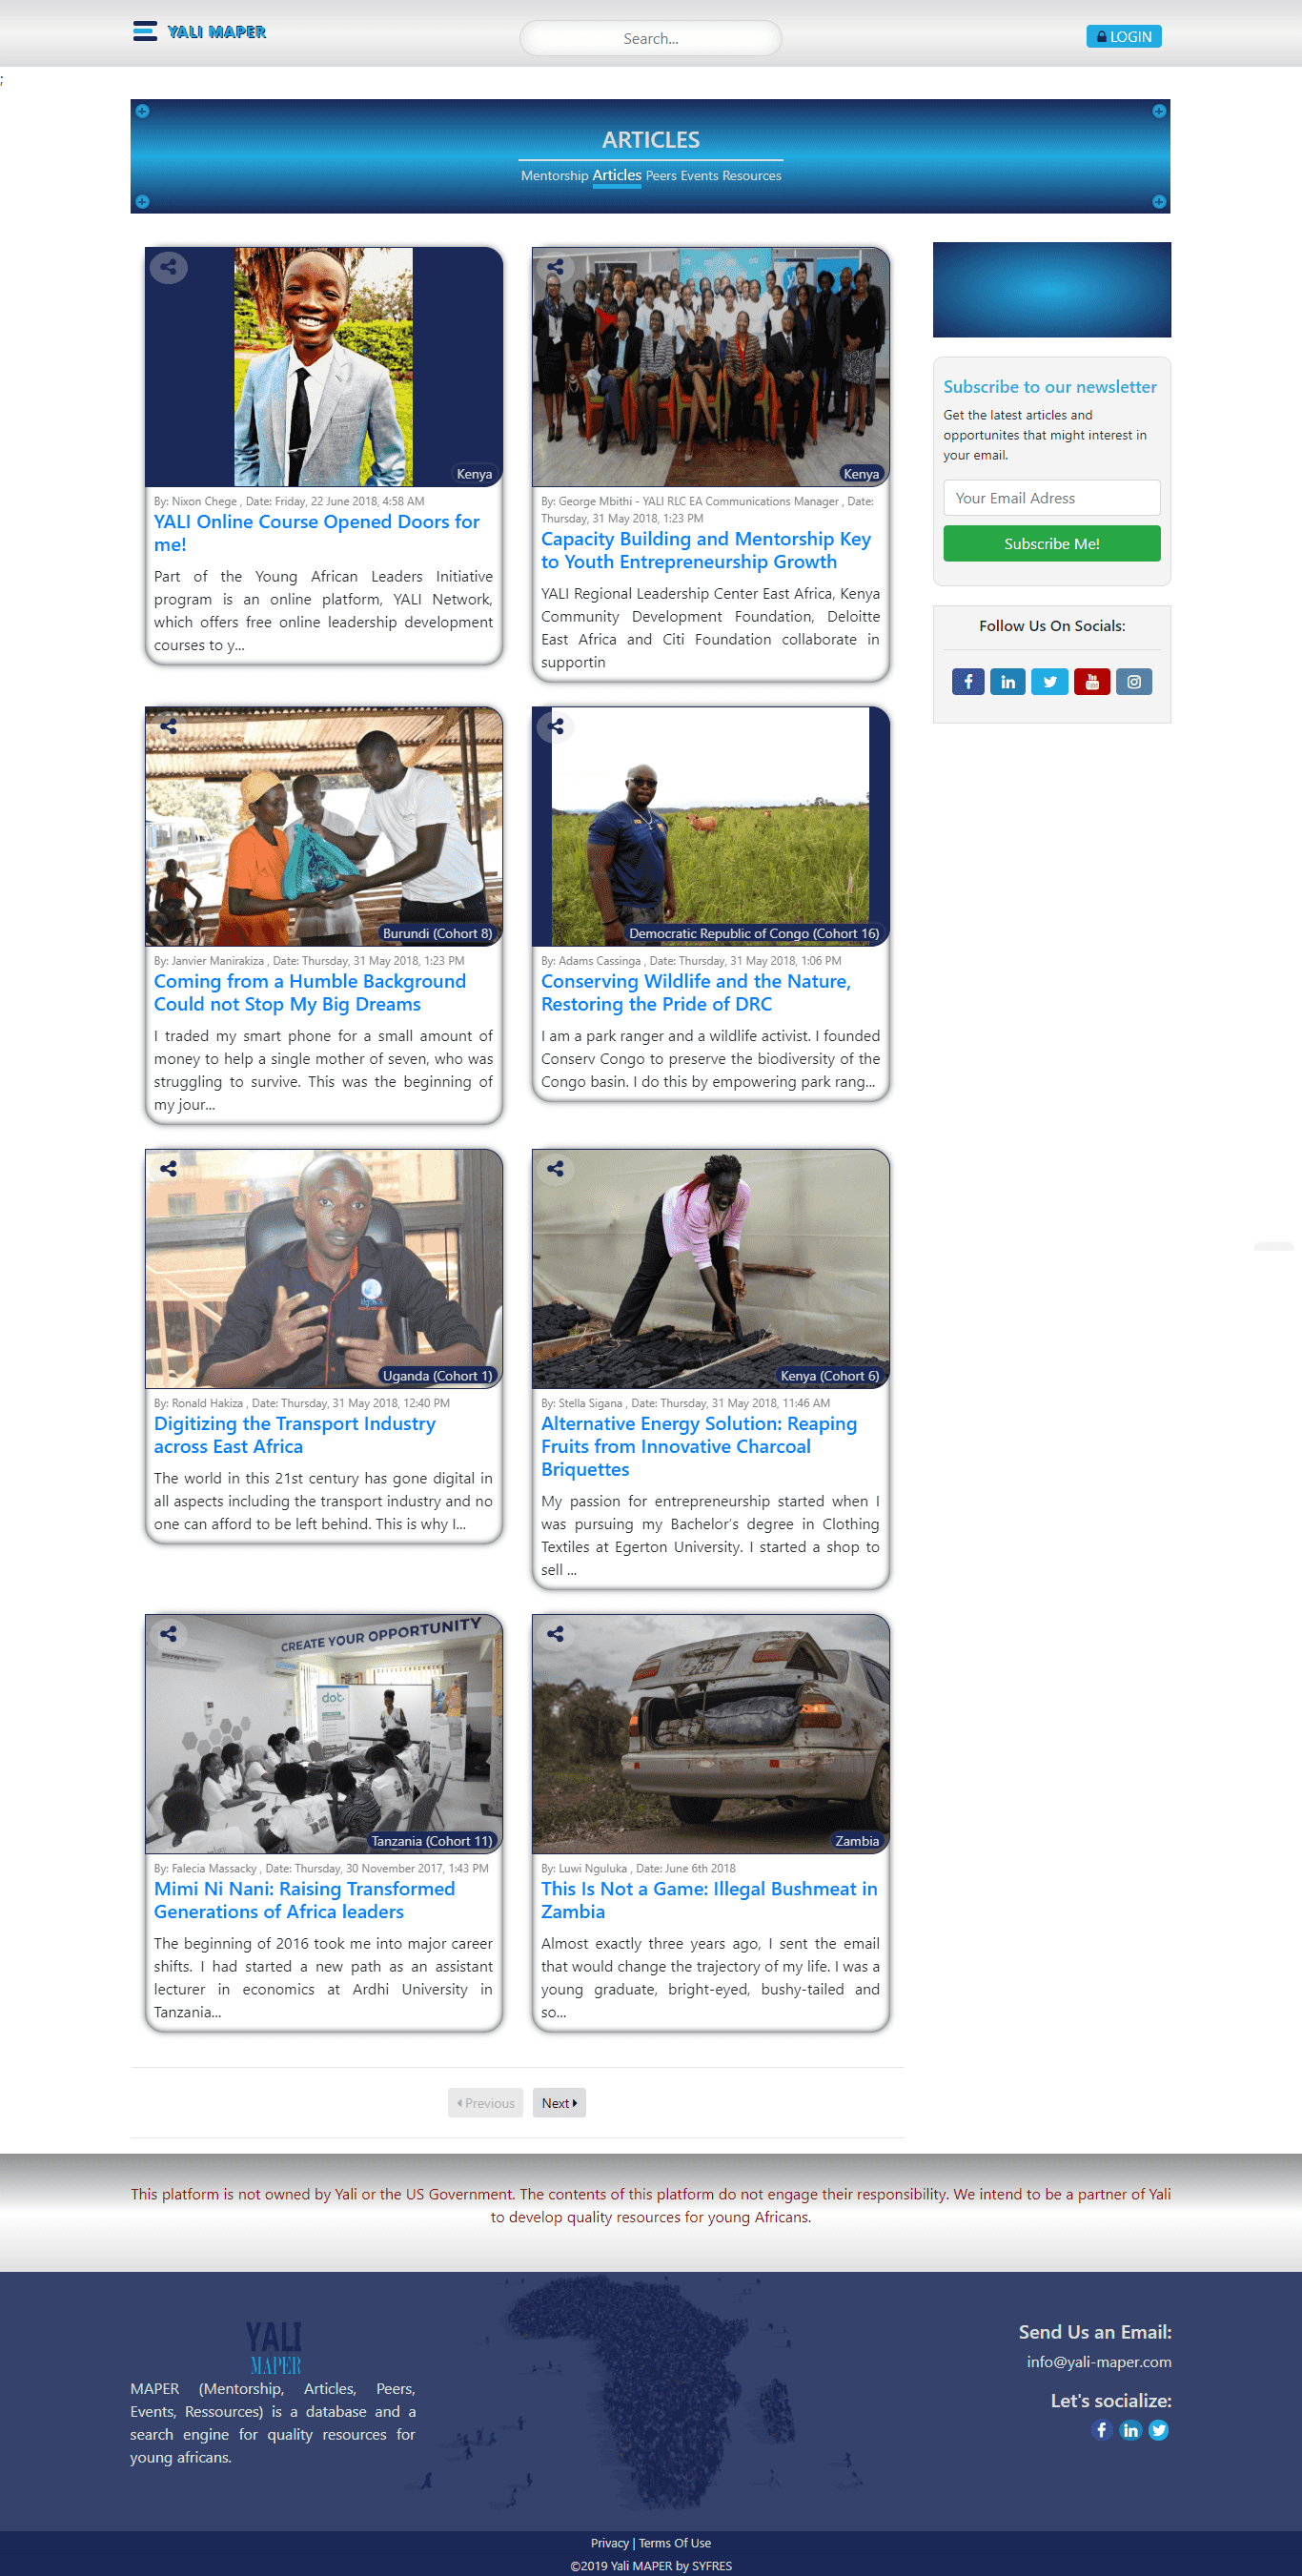 YALI MAPER
Search...
LOGIN
;
ARTICLES
Mentorship Articles Peers Events Resources
Kenya
By: Nixon Chege , Date: Friday, 22 June 2018, 4:58 AM
YALI Online Course Opened Doors for
me!
Part of the Young African Leaders Initiative
program is an online platform, YALI Network,
which offers free online leadership development
courses to y...
Kenya
By: George Mbithi - YALI RLC EA Communications Manager , Date:
Thursday, 31 May 2018, 1:23 PM
Capacity Building and Mentorship Key
to Youth Entrepreneurship Growth
YALI Regional Leadership Center East Africa, Kenya
Community Development Foundation, Deloitte
East Africa and Citi Foundation collaborate in
supportin
Burundi (Cohort 8)
By: Janvier Manirakiza , Date: Thursday, 31 May 2018, 1:23 PM
Coming from a Humble Background
Could not Stop My Big Dreams
I traded my smart phone for a small amount of
money to help a single mother of seven, who was
struggling to survive. This was the beginning of
my jour...
Democratic Republic of Congo (Cohort 16)
By: Adams Cassinga , Date: Thursday, 31 May 2018, 1:06 PM
Conserving Wildlife and the Nature,
Restoring the Pride of DRC
I am a park ranger and a wildlife activist. I founded
Conserv Congo to preserve the biodiversity of the
Congo basin. I do this by empowering park rang...
Uganda (Cohort 1)
By: Ronald Hakiza , Date: Thursday, 31 May 2018, 12:40 PM
Digitizing the Transport Industry
across East Africa
The world in this 21st century has gone digital in
all aspects including the transport industry and no
one can afford to be left behind. This is why I...
Kenya (Cohort 6)
By: Stella Sigana , Date: Thursday, 31 May 2018, 11:46 AM
Alternative Energy Solution: Reaping
Fruits from Innovative Charcoal
Briquettes
My passion for entrepreneurship started when I
was pursuing my Bachelor's degree in Clothing
Textiles at Egerton University. I started a shop to
sell ...
CREATE YOUR OPPORTUNITY
dot.
Tanzania (Cohort 11)
By: Falecia Massacky , Date: Thursday, 30 November 2017, 1:43 PM
Mimi Ni Nani: Raising Transformed
Generations of Africa leaders
The beginning of 2016 took me into major career
shifts. I had started a new path as an assistant
lecturer in economics at Ardhi University in
Tanzania...
Zambia
By: Luwi Nguluka , Date: June 6th 2018
This Is Not a Game: Illegal Bushmeat in
Zambia
Almost exactly three years ago, I sent the email
that would change the trajectory of my life. I was a
young graduate, bright-eyed, bushy-tailed and
so...
Previous
Next
Subscribe to our newsletter
Get the latest articles and
opportunites that might interest in
your email.
Your Email Adress
Subscribe Me!
Follow Us On Socials:
This platform is not owned by Yali or the US Government. The contents of this platform do not engage their responsibility. We intend to be a partner of Yali
to develop quality resources for young Africans.
YALI
MAPER
MAPER (Mentorship, Articles, Peers,
Events, Ressources) is a database and a
search engine for quality resources for
young africans.
Send Us an Email:
info@yali-maper.com
Let's socialize:
Privacy | Terms Of Use
©2019 Yali MAPER by SYFRES